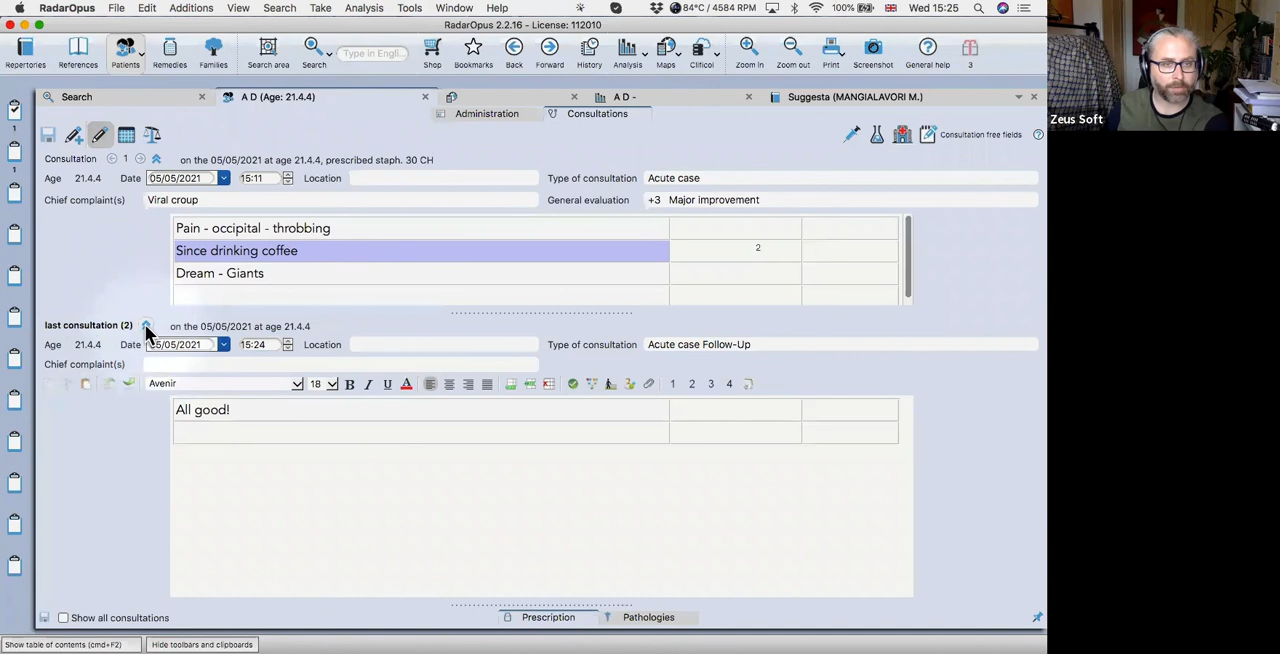 RadarOpus File Edit Additions View Search Take Analysis Tools Window Help 84°C / 4584 RPM 100% Wed 15:25
RadarOpus 2.2.16 - License: 112010
Type in Engli...
Repertories References Patients Remedies Families Search area Search Shop Bookmarks Back Forward History Analysis Maps Clificol Zoom in Zoom out Print Screenshot General help 3
Search A D (Age: 21.4.4) A D - Suggesta (MANGIALAVORI M.)
Administration Consultations
Consultation free fields
Consultation 1 on the 05/05/2021 at age 21.4.4, prescribed staph. 30 CH
Age 21.4.4 Date 05/05/2021 15:11 Location Type of consultation Acute case
Chief complaint(s) Viral croup General evaluation +3 Major improvement
Pain - occipital - throbbing
Since drinking coffee 2
Dream - Giants
last consultation (2) on the 05/05/2021 at age 21.4.4
Age 21.4.4 Date 05/05/2021 15:24 Location Type of consultation Acute case Follow-Up
Chief complaint(s)
Avenir 18 B I U A 1 2 3 4
All good!
Show all consultations Prescription Pathologies
Show table of contents (cmd+F2) Hide toolbars and clipboards
1
1
Zeus Soft